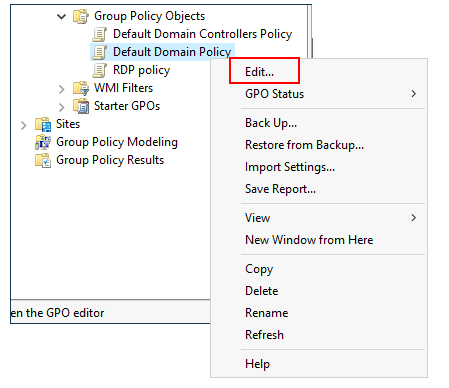 Group Policy Objects
Default Domain Controllers Policy
Default Domain Policy
RDP policy
WMI Filters
Starter GPOs
Sites
Group Policy Modeling
Group Policy Results
en the GPO editor
Edit...
GPO Status
Back Up...
Restore from Backup...
Import Settings...
Save Report...
View
New Window from Here
Copy
Delete
Rename
Refresh
Help